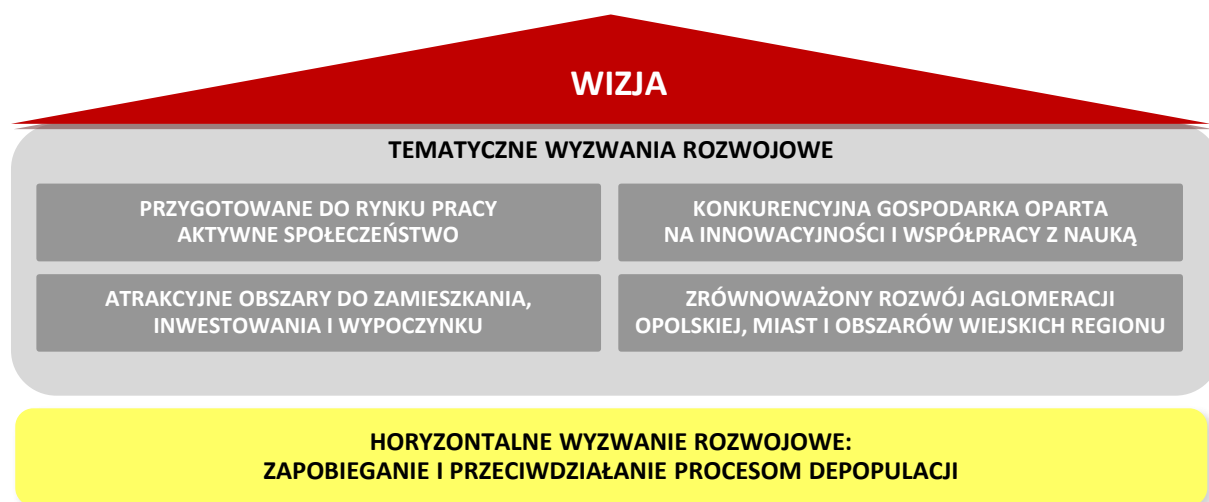 WIZJA
TEMATYCZNE WYZWANIA ROZWOJOWE
PRZYGOTOWANE DO RYNKU PRACY
AKTYWNE SPOŁECZEŃSTWO
KONKURENCYJNA GOSPODARKA OPARTA
NA INNOWACYJNOŚCI I WSPÓŁPRACY Z NAUKĄ
ATRAKCYJNE OBSZARY DO ZAMIESZKANIA,
INWESTOWANIA I WYPOCZYNKU
ZRÓWNOWAŻONY ROZWÓJ AGLOMERACJI
OPOLSKIEJ, MIAST I OBSZARÓW WIEJSKICH REGIONU
HORYZONTALNE WYZWANIE ROZWOJOWE:
ZAPOBIEGANIE I PRZECIWDZIAŁANIE PROCESOM DEPOPULACJI